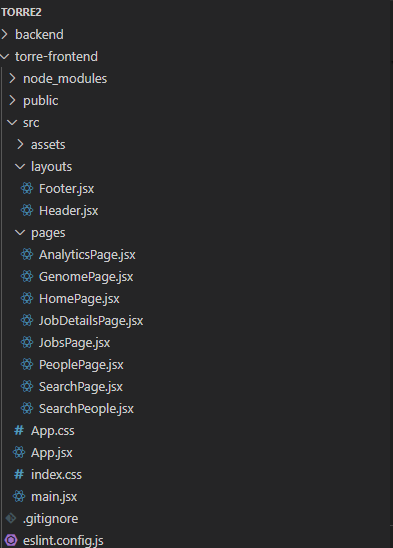 TORRE2
backend
torre-frontend
node_modules
public
src
assets
layouts
Footer.jsx
Header.jsx
pages
AnalyticsPage.jsx
GenomePage.jsx
HomePage.jsx
JobDetailsPage.jsx
JobsPage.jsx
PeoplePage.jsx
SearchPage.jsx
SearchPeople.jsx
# App.css
App.jsx
# index.css
main.jsx
.gitignore
eslint.config.js